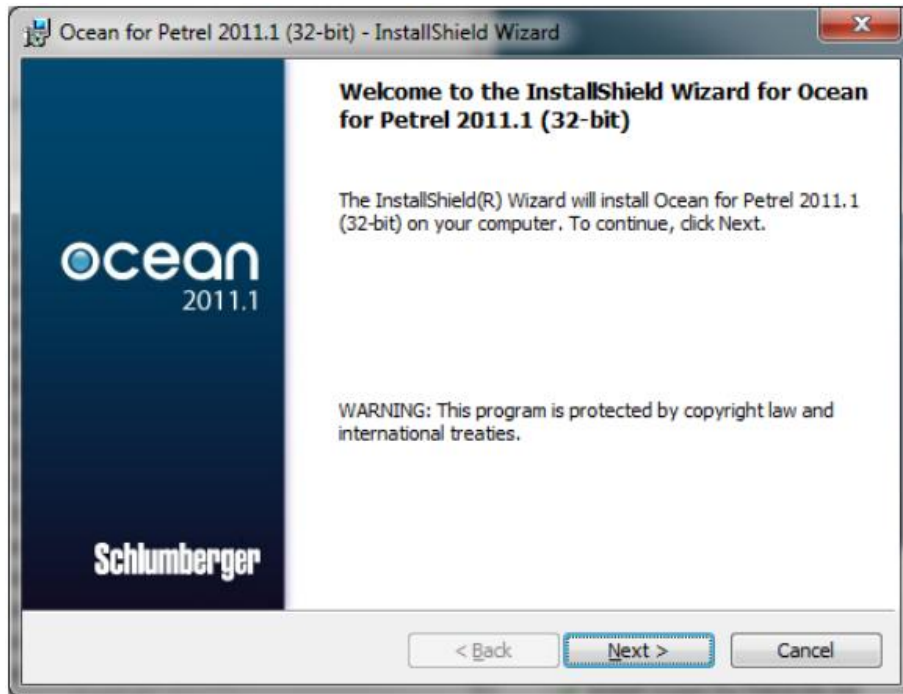 Ocean for Petrel 2011.1 (32-bit) - InstallShield Wizard
Welcome to the InstallShield Wizard for Ocean
for Petrel 2011.1 (32-bit)
The InstallShield(R) Wizard will install Ocean for Petrel 2011.1
(32-bit) on your computer. To continue, click Next.
ocean
2011.1
WARNING: This program is protected by copyright law and
international treaties.
Schlumberger
< Back
Next >
Cancel